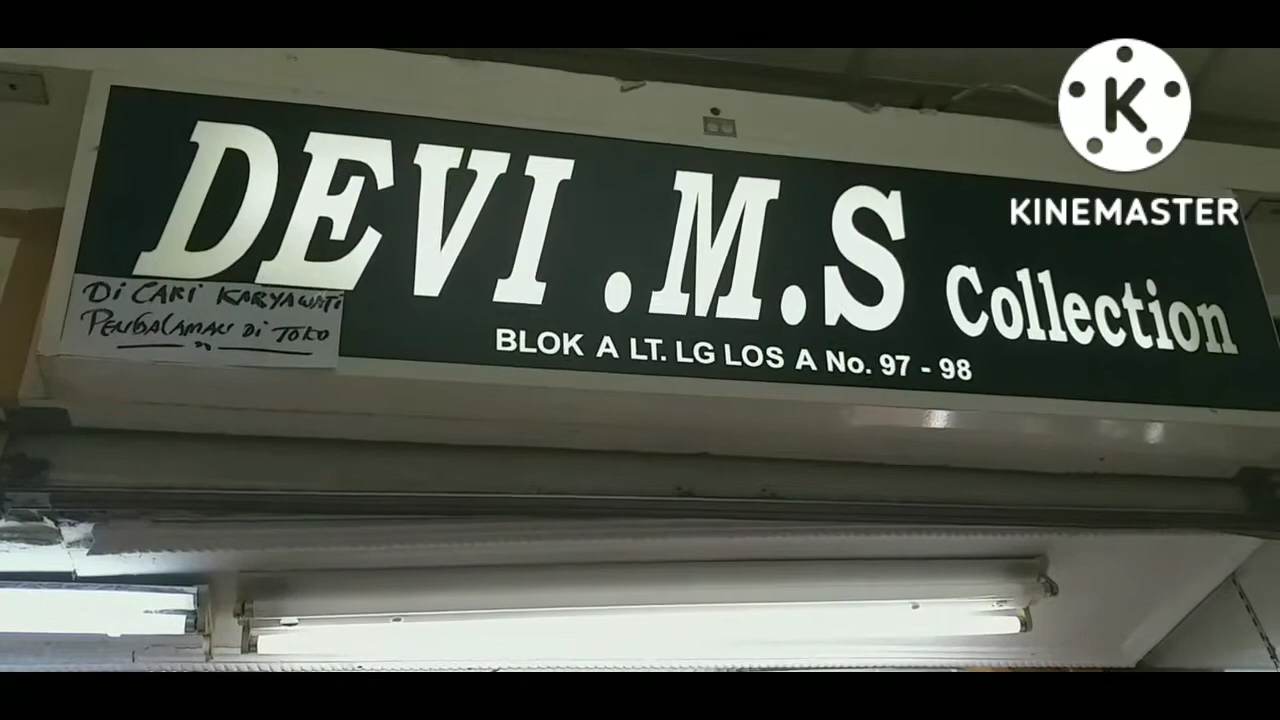 DEVI .M.S Collection
BLOK A LT. LG LOS A No. 97 - 98
Di CARi KARYAWATi
PENGALAMAN Di TOKO
K
KINEMASTER